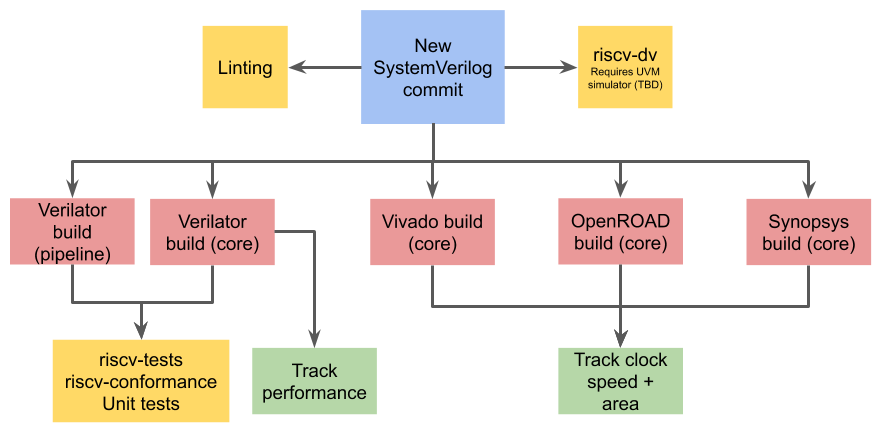 Linting
New
SystemVerilog
commit
riscv-dv
Requires UVM
simulator (TBD)
Verilator
build
(pipeline)
Verilator
build (core)
Vivado build
(core)
OpenROAD
build (core)
Synopsys
build (core)
riscv-tests
riscv-conformance
Unit tests
Track
performance
Track clock
speed +
area